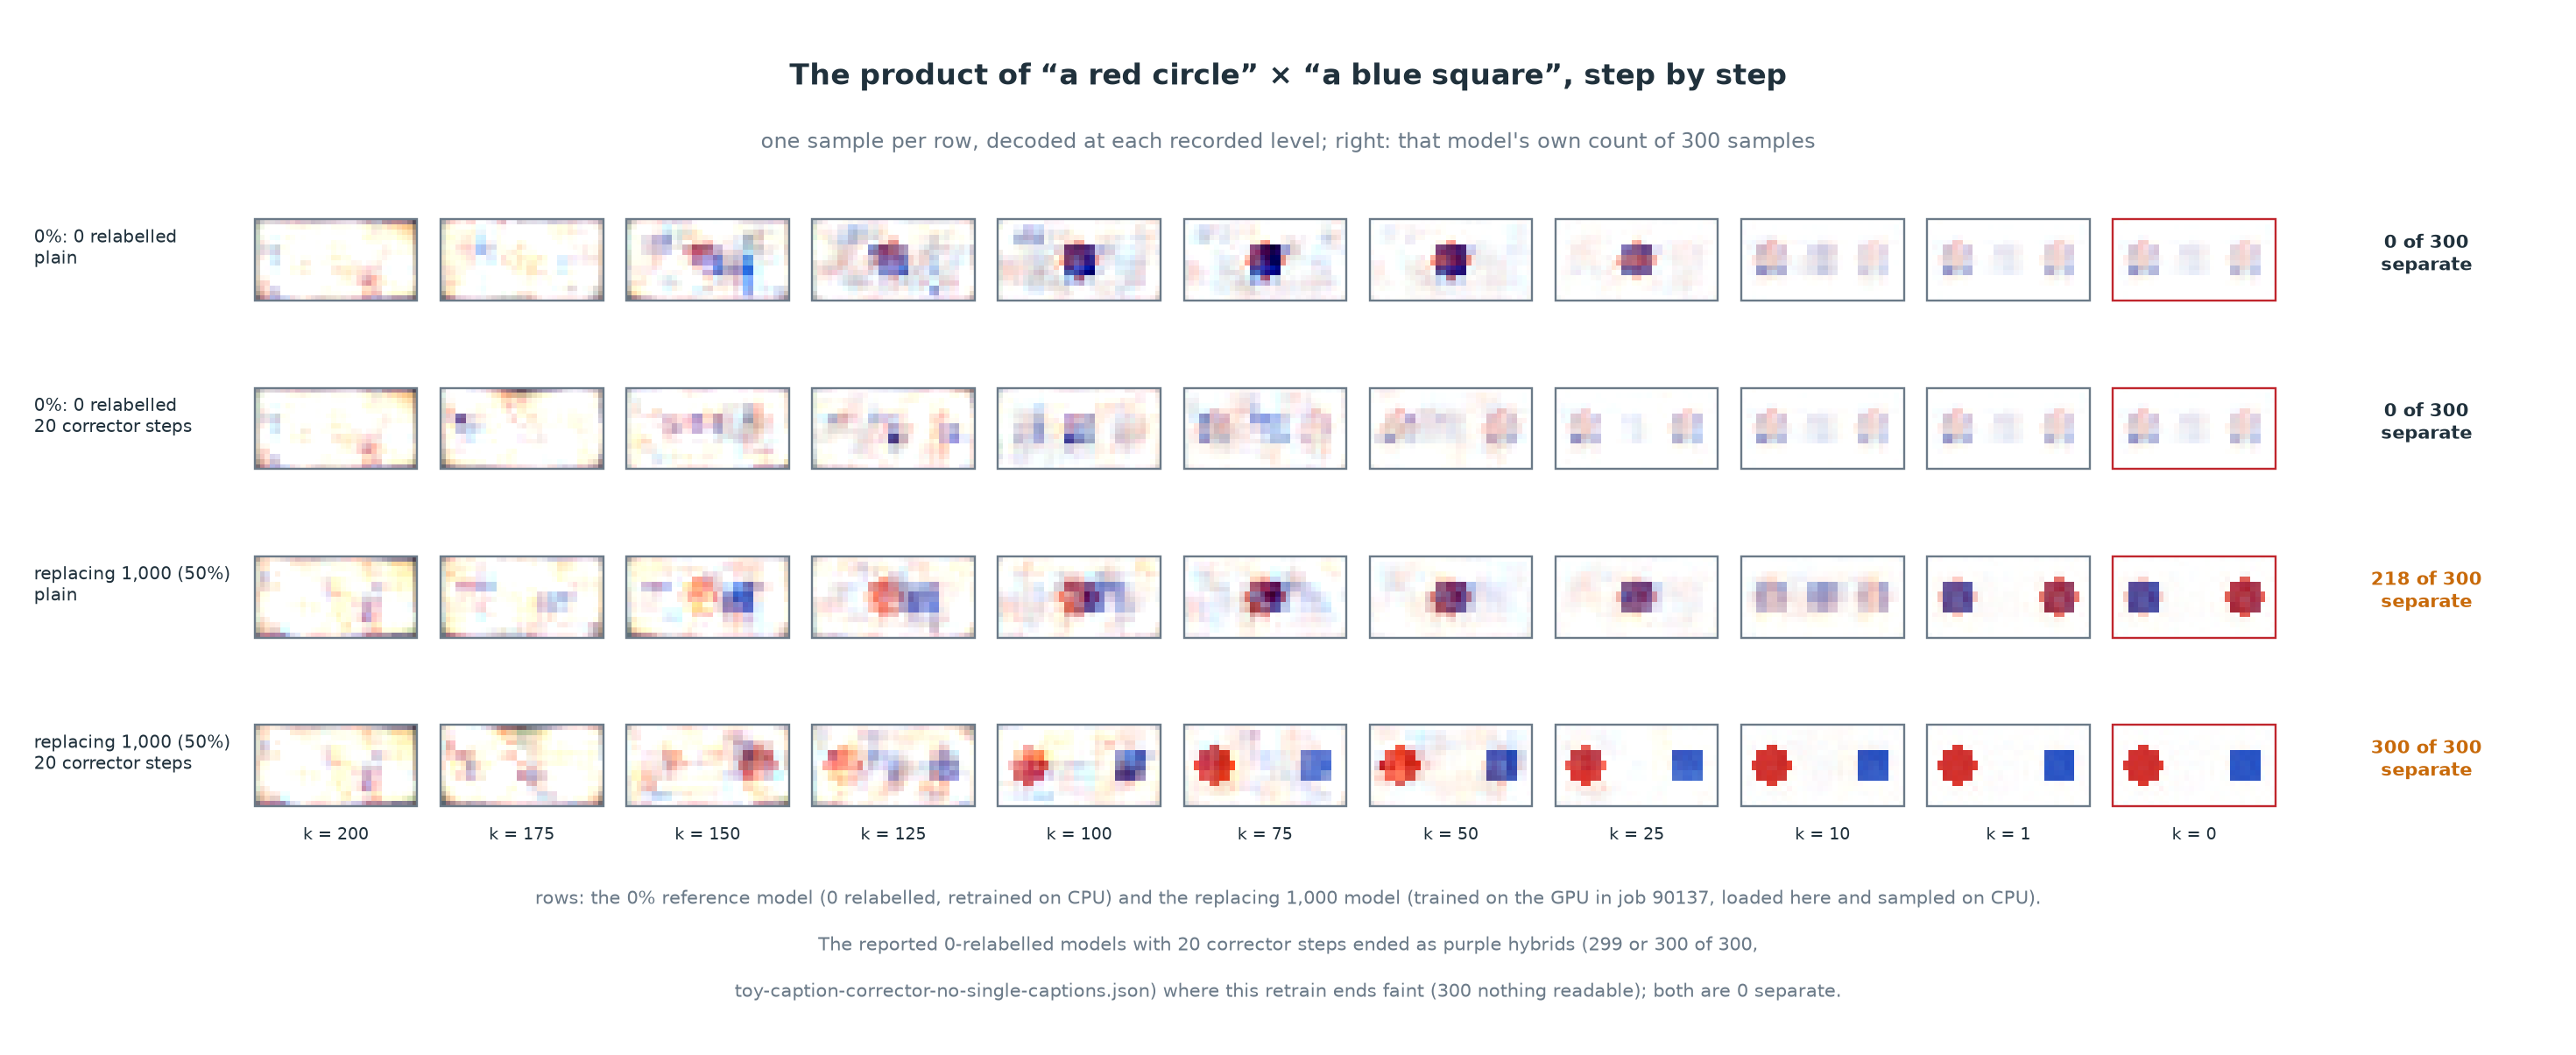 The product of “a red circle” × “a blue square”, step by step
one sample per row, decoded at each recorded level; right: that model's own count of 300 samples
0%: 0 relabelled
plain
0 of 300
separate
0%: 0 relabelled
20 corrector steps
0 of 300
separate
replacing 1,000 (50%)
plain
218 of 300
separate
replacing 1,000 (50%)
20 corrector steps
300 of 300
separate
k = 200 k = 175 k = 150 k = 125 k = 100 k = 75 k = 50 k = 25 k = 10 k = 1 k = 0
rows: the 0% reference model (0 relabelled, retrained on CPU) and the replacing 1,000 model (trained on the GPU in job 90137, loaded here and sampled on CPU).
The reported 0-relabelled models with 20 corrector steps ended as purple hybrids (299 or 300 of 300,
toy-caption-corrector-no-single-captions.json) where this retrain ends faint (300 nothing readable); both are 0 separate.